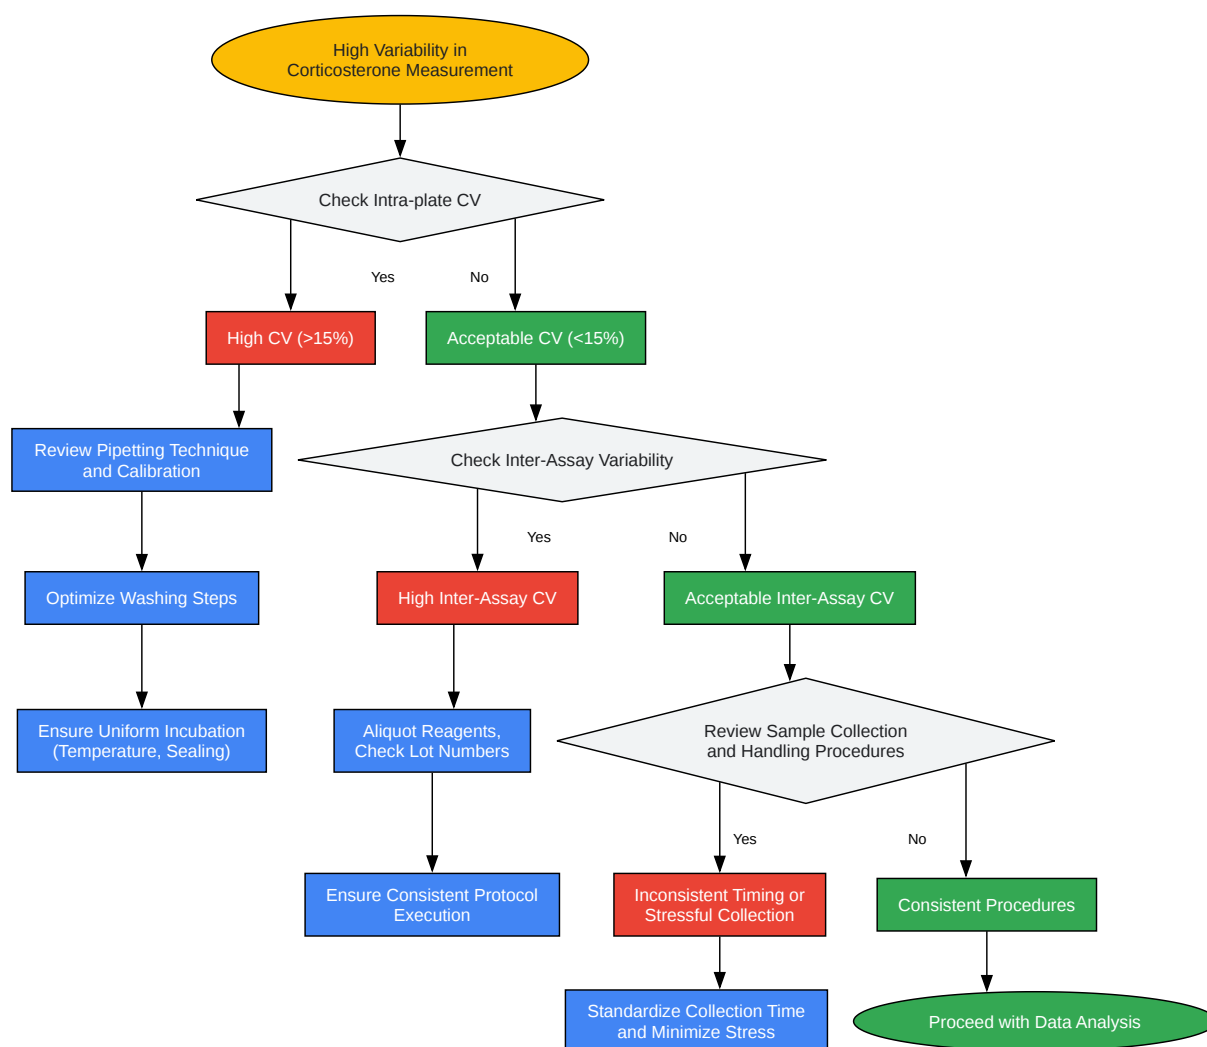 High Variability in
Corticosterone Measurement
Check Intra-plate CV
Yes
No
High CV (>15%)
Acceptable CV (<15%)
Review Pipetting Technique
and Calibration
Check Inter-Assay Variability
Yes
No
Optimize Washing Steps
High Inter-Assay CV
Acceptable Inter-Assay CV
Ensure Uniform Incubation
(Temperature, Sealing)
Aliquot Reagents,
Check Lot Numbers
Review Sample Collection
and Handling Procedures
Yes
No
Ensure Consistent Protocol
Execution
Inconsistent Timing or
Stressful Collection
Consistent Procedures
Standardize Collection Time
and Minimize Stress
Proceed with Data Analysis